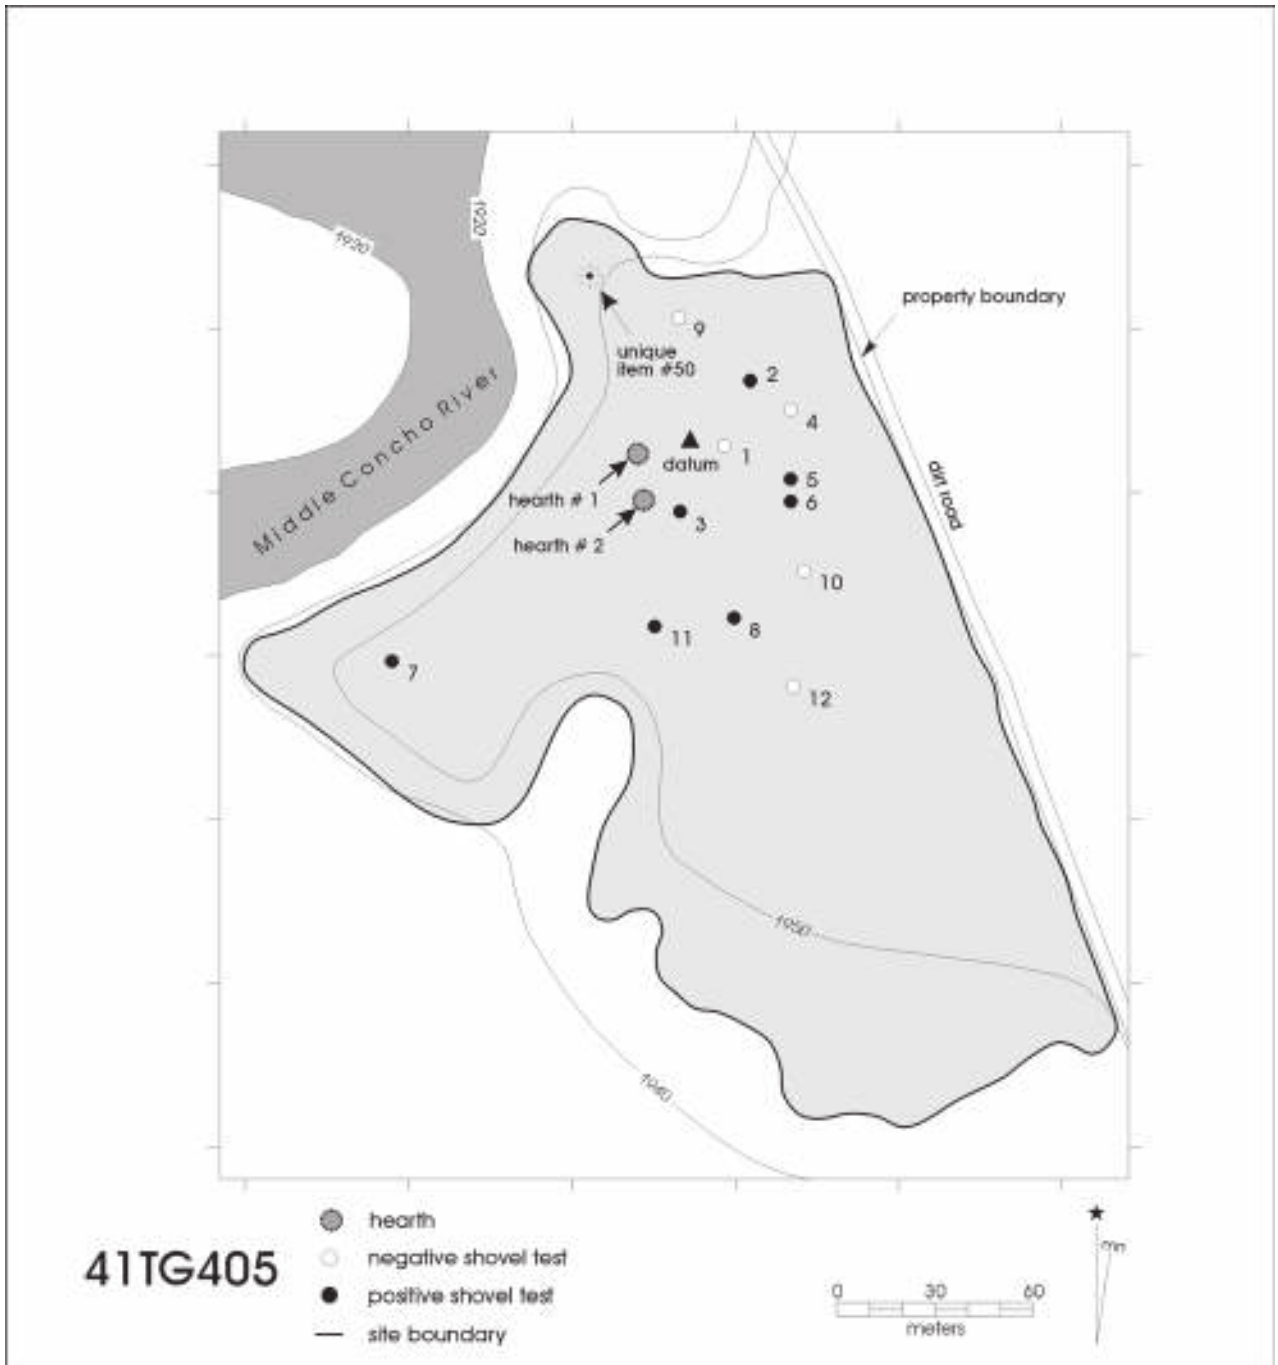 1920
1920
property boundary
9
unique
item #50
2
4
Middle Concho River
1
datum
dirt road
5
hearth # 1
6
3
hearth # 2
10
11
8
7
12
1950
1940
hearth
mn
negative shovel test
41TG405
positive shovel test
0 30 60
meters
site boundary